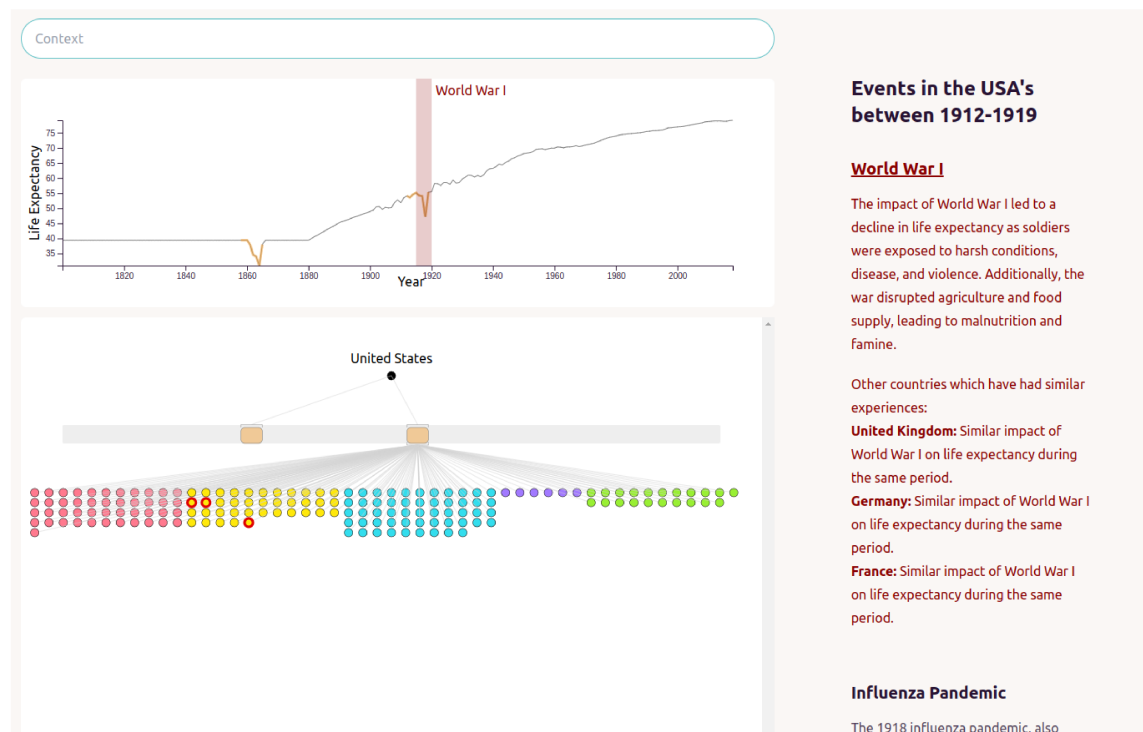 Context
World War I
Life Expectancy
75
70
65
60
55
50
45
40
35
1820
1840
1860
1880
1900
1920
1940
1960
1980
2000
Year
United States
Events in the USA's
between 1912-1919
World War I
The impact of World War I led to a
decline in life expectancy as soldiers
were exposed to harsh conditions,
disease, and violence. Additionally, the
war disrupted agriculture and food
supply, leading to malnutrition and
famine.
Other countries which have had similar
experiences:
United Kingdom: Similar impact of
World War I on life expectancy during
the same period.
Germany: Similar impact of World War I
on life expectancy during the same
period.
France: Similar impact of World War I
on life expectancy during the same
period.
Influenza Pandemic
The 1918 influenza pandemic, also